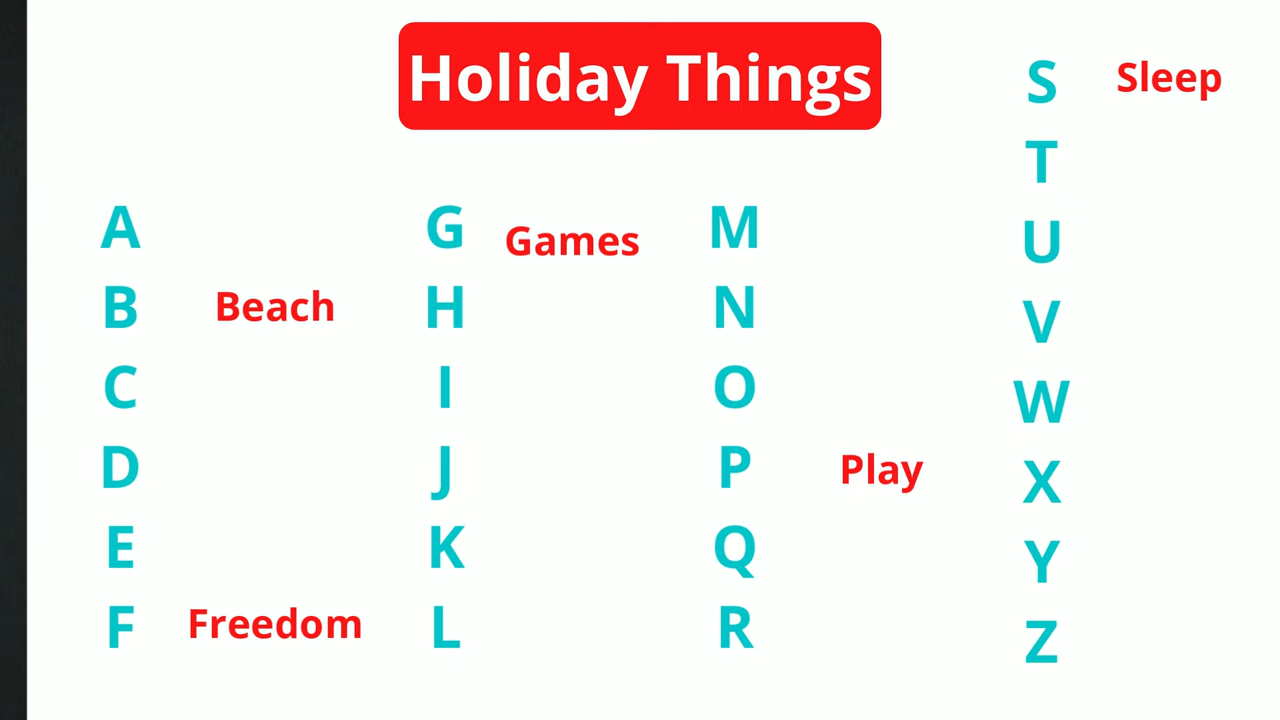 Holiday Things
A
B Beach
C
D
E
F Freedom
G Games
H
I
J
K
L
M
N
O
P Play
Q
R
S Sleep
T
U
V
W
X
Y
Z